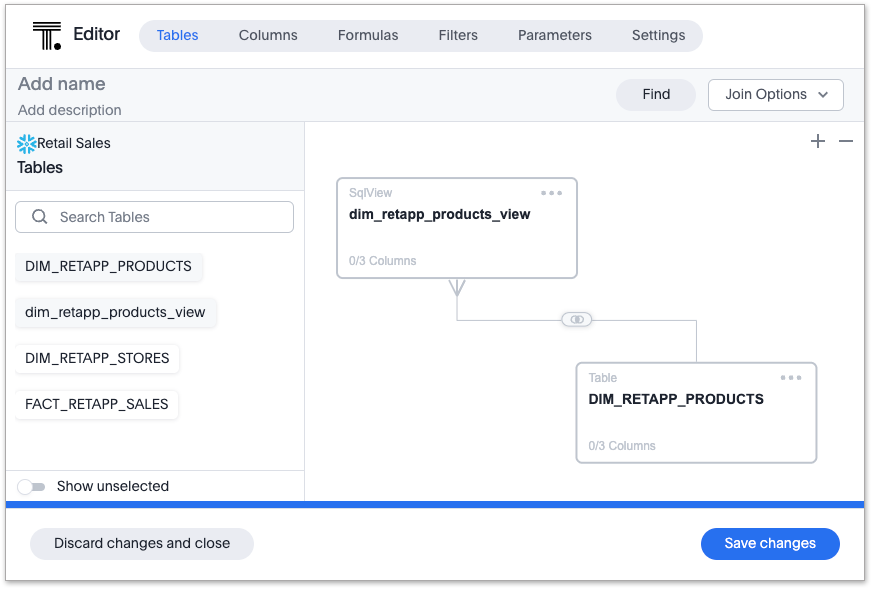 Editor
Tables Columns Formulas Filters Parameters Settings
Add name
Add description
Find
Join Options
Retail Sales
Tables
Search Tables
DIM_RETAPP_PRODUCTS
dim_retapp_products_view
DIM_RETAPP_STORES
FACT_RETAPP_SALES
Show unselected
SqlView
dim_retapp_products_view
0/3 Columns
Table
DIM_RETAPP_PRODUCTS
0/3 Columns
Discard changes and close
Save changes